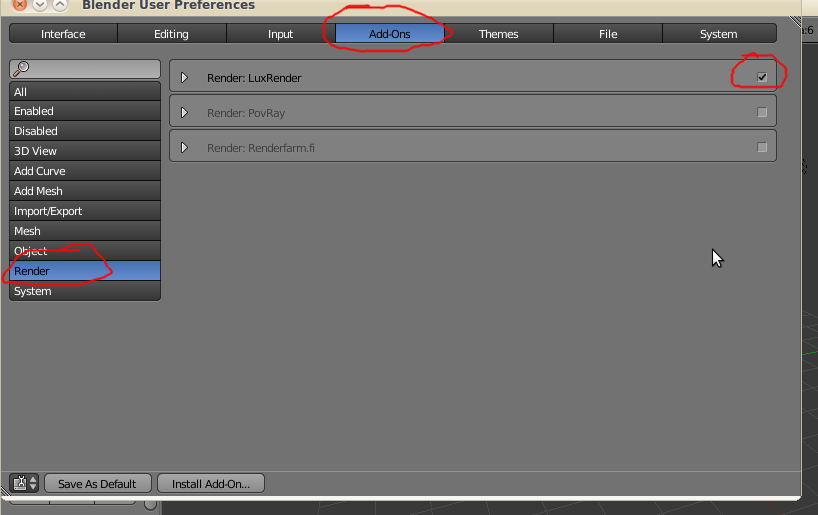 Blender User Preferences
Interface Editing Input Add-Ons Themes File System
:6
All
Enabled
Disabled
3D View
Add Curve
Add Mesh
Import/Export
Mesh
Object
Render
System
Render: LuxRender
Render: PovRay
Render: Renderfarm.fi
Save As Default Install Add-On...